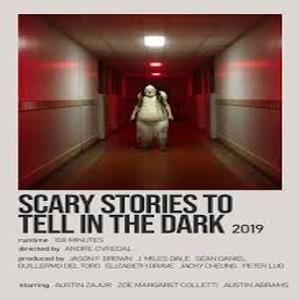 SCARY STORIES TO
TELL IN THE DARK 2019
runtime 108 MINUTES
directed by ANDRE OVREDAL
produced by JASON F. BROWN J. MILES DALE SEAN DANIEL
GUILLERMO DEL TORO ELIZABETH GRAVE JACKY CHEUNG PETER LUO
starring AUSTIN ZAJUR ZOE MARGARET COLLETTI AUSTIN ABRAMS